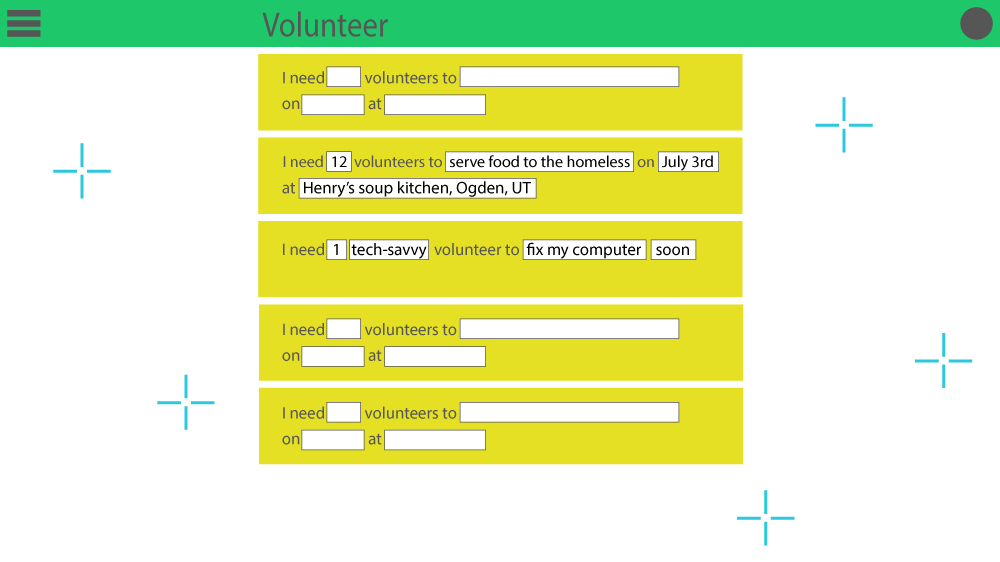 Volunteer
I need volunteers to
on at
I need 12 volunteers to serve food to the homeless on July 3rd
at Henry's soup kitchen, Ogden, UT
I need 1 tech-savvy volunteer to fix my computer soon
I need volunteers to
on at
I need volunteers to
on at